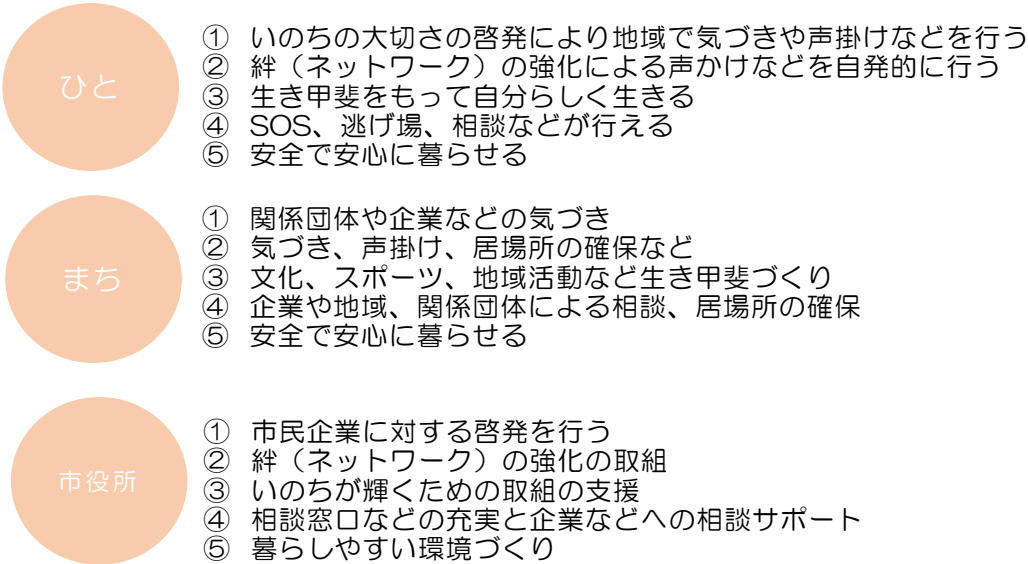 ひと
① いのちの大切さの啓発により地域で気づきや声掛けなどを行う
② 絆（ネットワーク）の強化による声かけなどを自発的に行う
③ 生き甲斐をもって自分らしく生きる
④ SOS、逃げ場、相談などが行える
⑤ 安全で安心に暮らせる
まち
① 関係団体や企業などの気づき
② 気づき、声掛け、居場所の確保など
③ 文化、スポーツ、地域活動など生き甲斐づくり
④ 企業や地域、関係団体による相談、居場所の確保
⑤ 安全で安心に暮らせる
市役所
① 市民企業に対する啓発を行う
② 絆（ネットワーク）の強化の取組
③ いのちが輝くための取組の支援
④ 相談窓口などの充実と企業などへの相談サポート
⑤ 暮らしやすい環境づくり